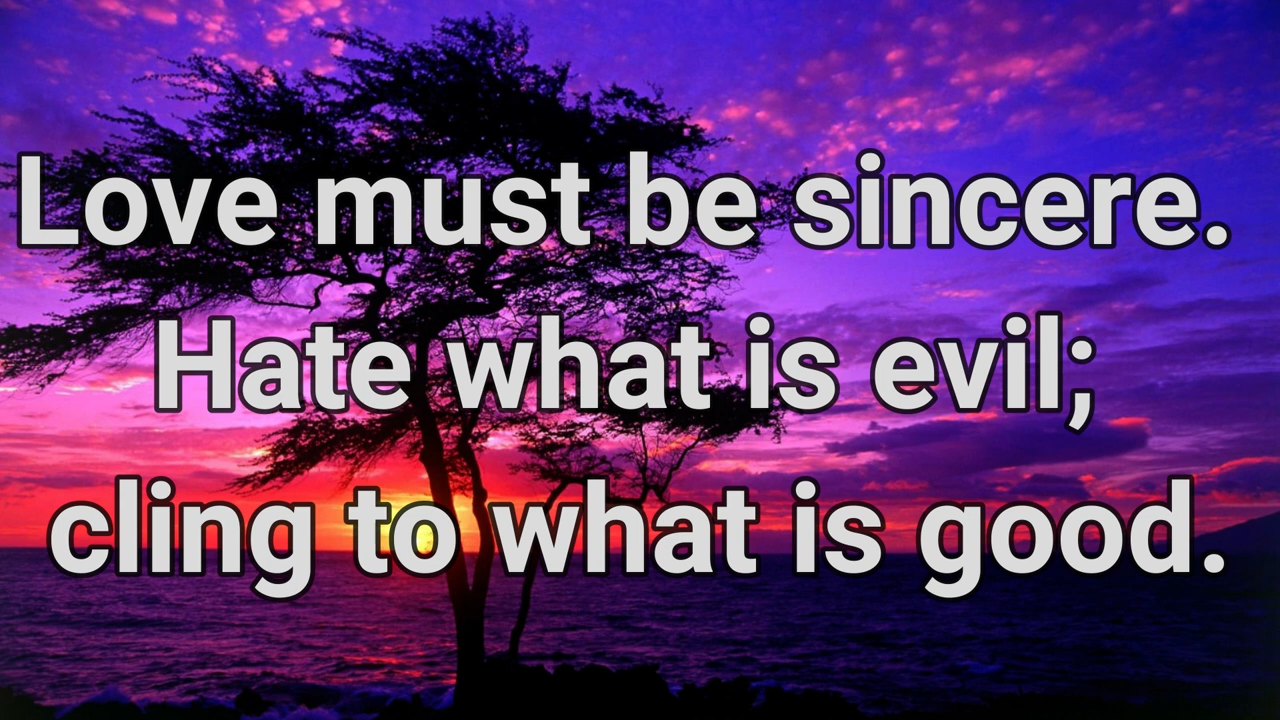 Love must be sincere.
Hate what is evil;
cling to what is good.